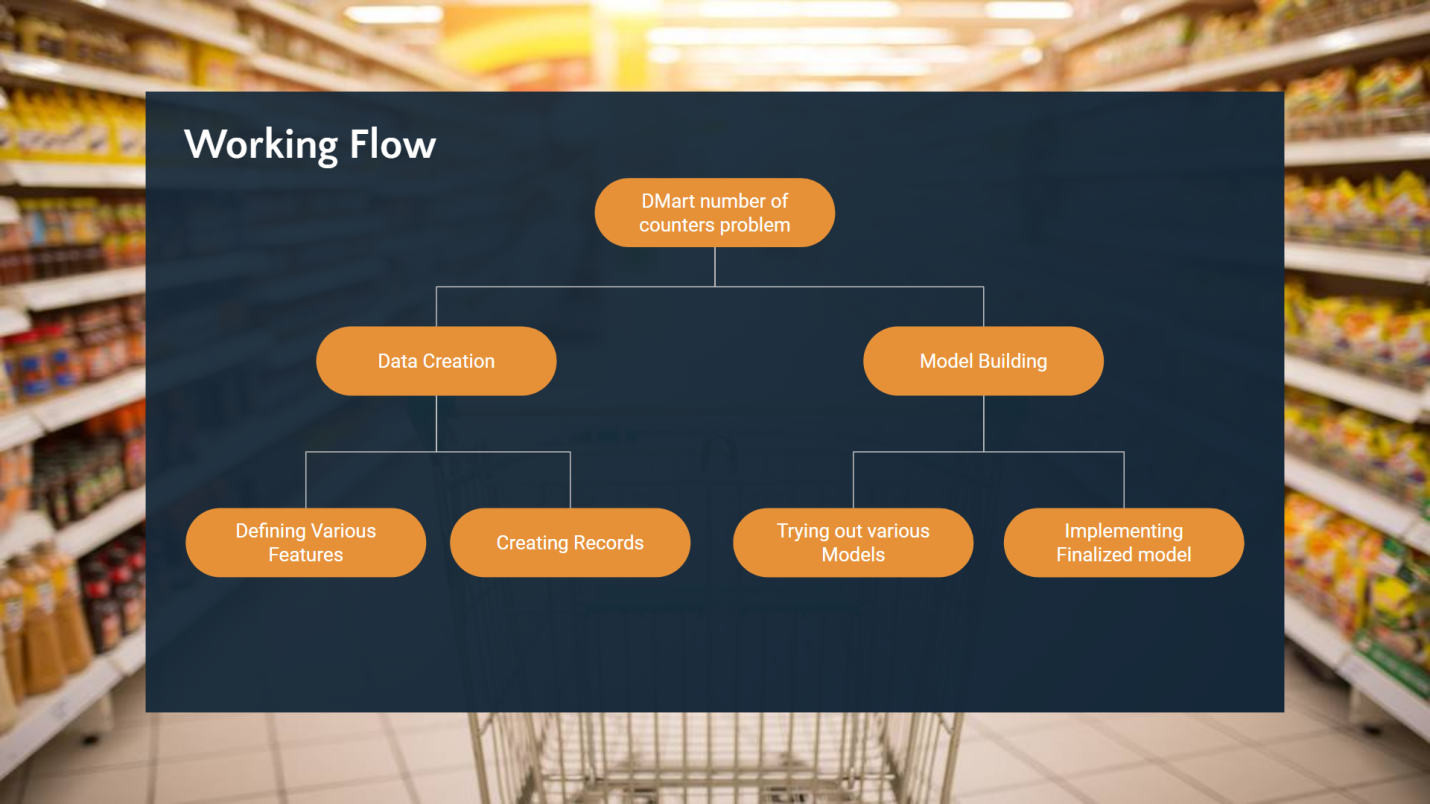 Working Flow
DMart number of
counters problem
Data Creation
Model Building
Defining Various
Features
Creating Records
Trying out various
Models
Implementing
Finalized model